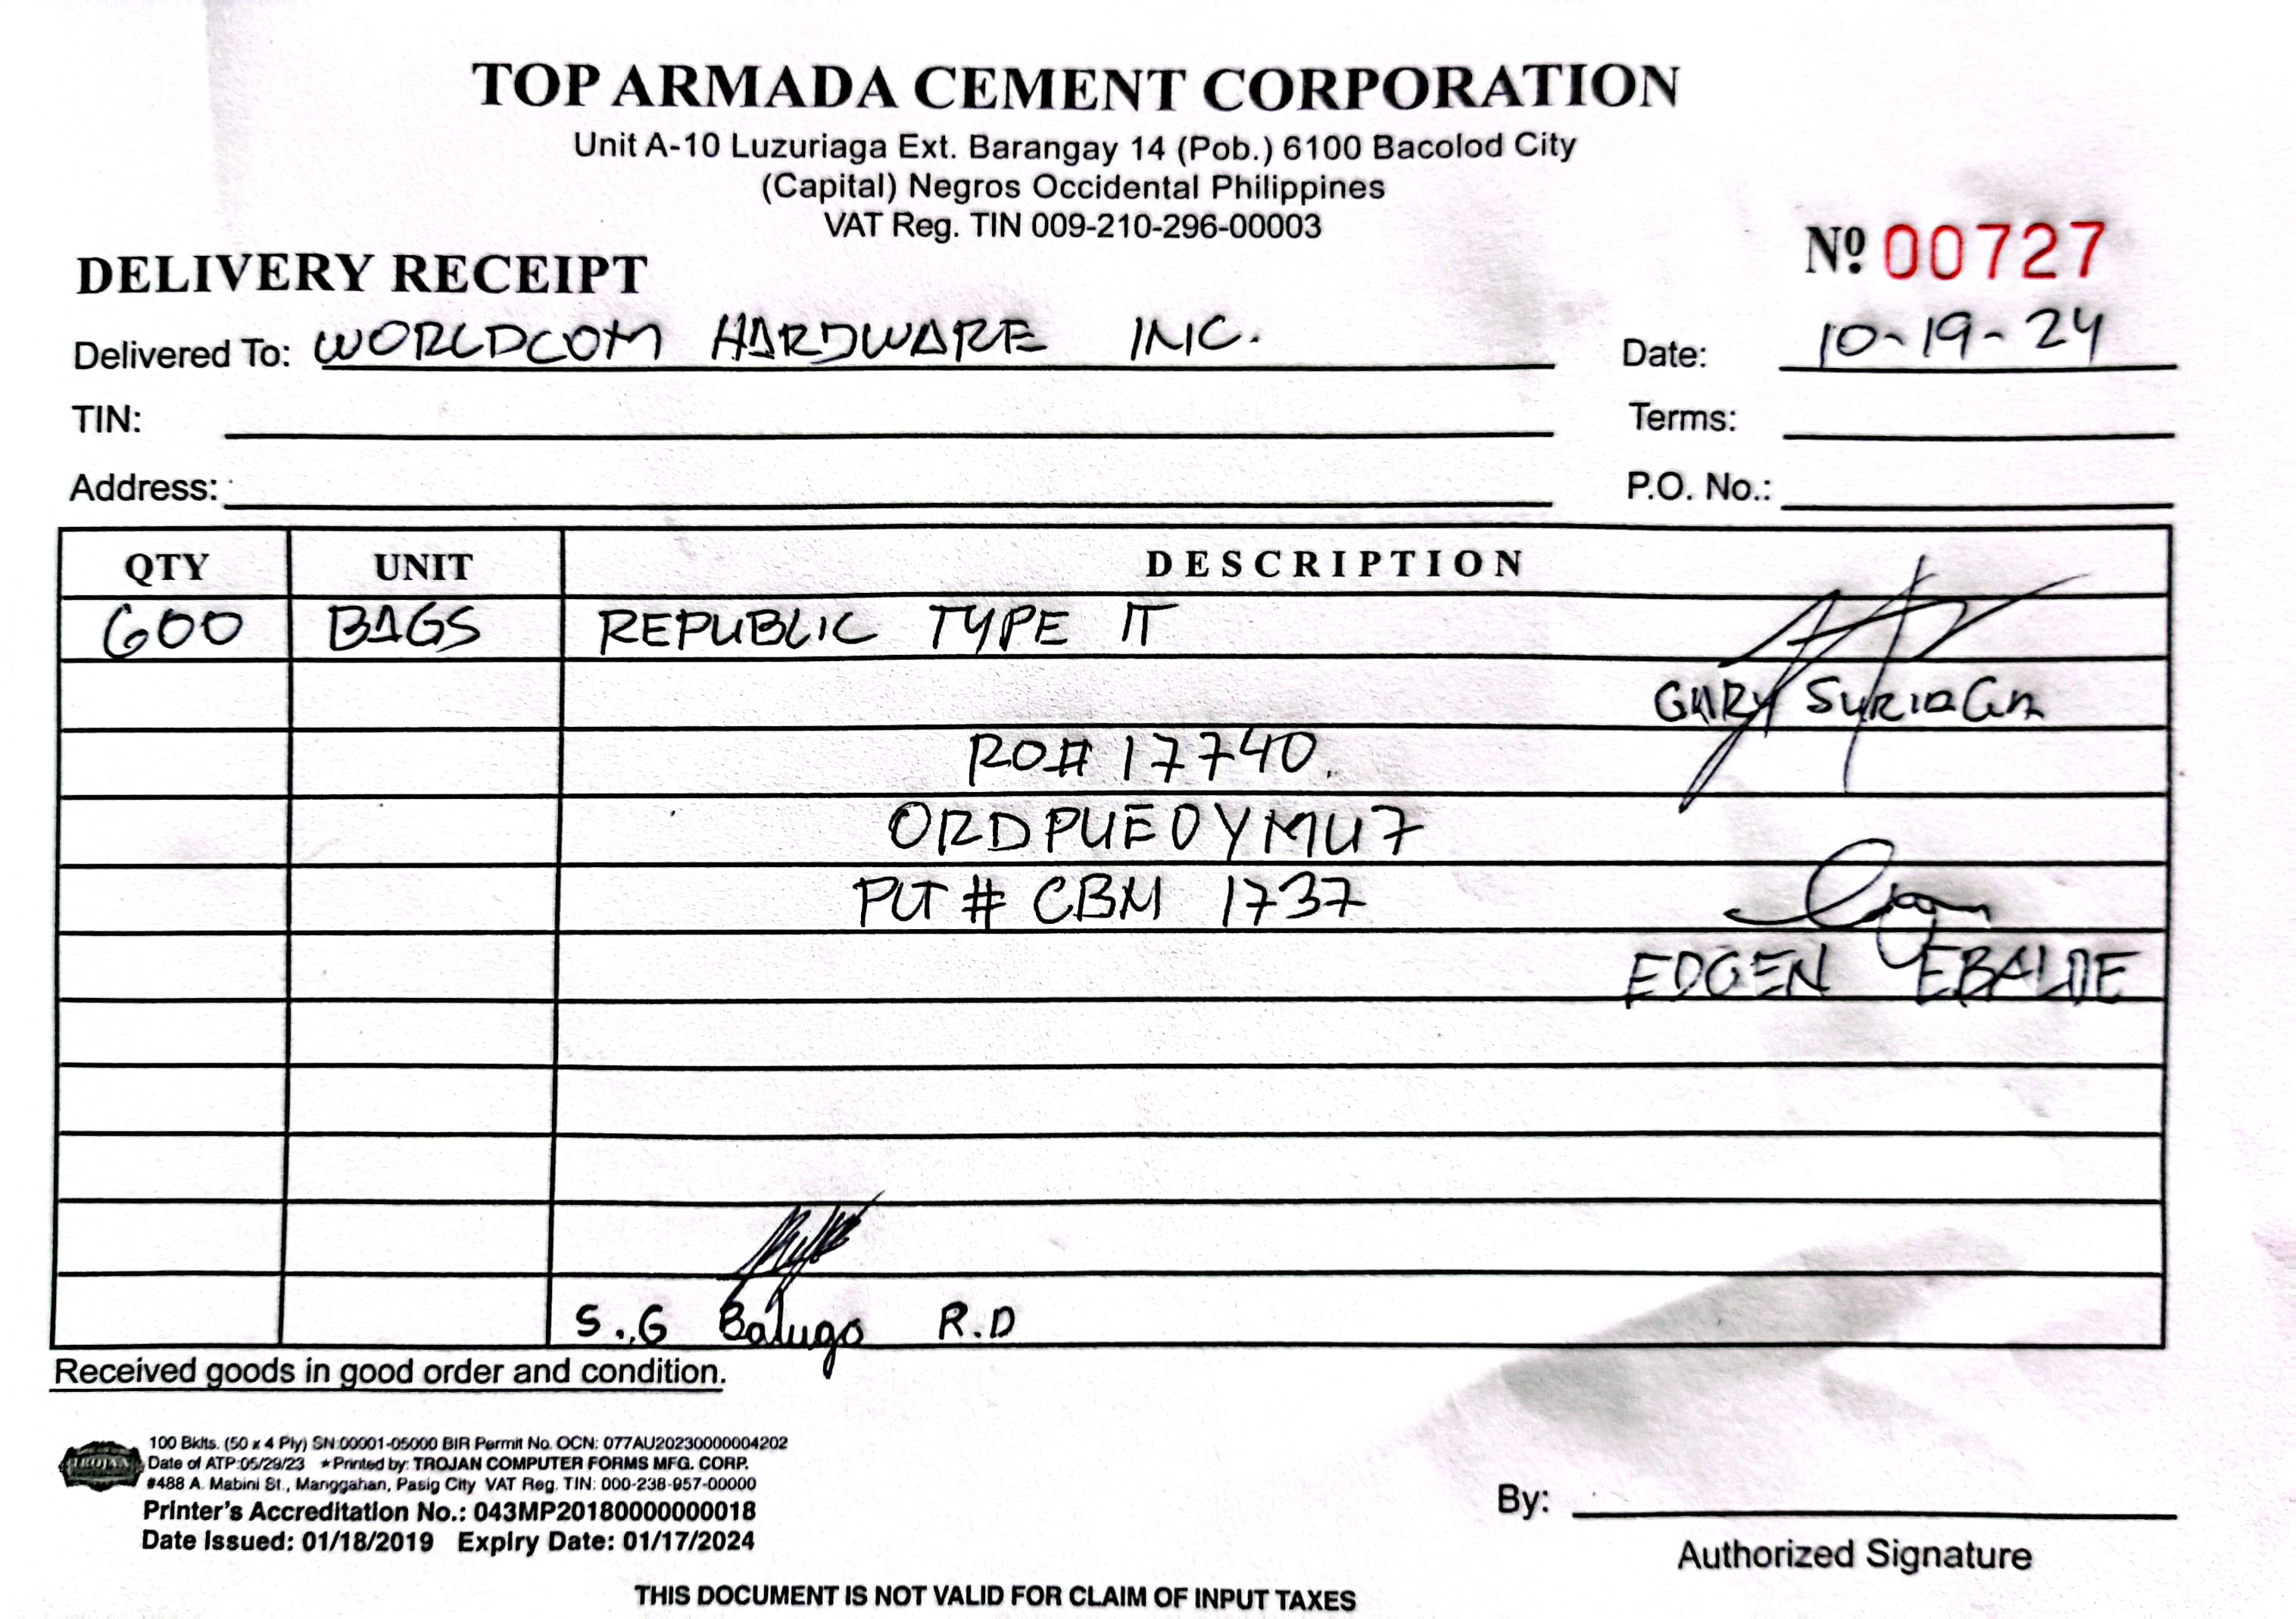 TOP ARMADA CEMENT CORPORATION
Unit A-10 Luzuriaga Ext. Barangay 14 (Pob.) 6100 Bacolod City
(Capital) Negros Occidental Philippines
VAT Reg. TIN 009-210-296-00003
Nº 00727
DELIVERY RECEIPT
Delivered To: WORLDCOM HARDWARE INC. Date: 10-19-24
TIN: Terms:
Address: P.O. No.:
QTY UNIT DESCRIPTION
600 BAGS REPUBLIC TYPE IT
GARY SURIAGA
RO# 17740.
ORDPUE0YMU7
PLT # CBM 1737
EDGEN EBALDE
S.G Balugo R.D
Received goods in good order and condition.
TROJAN
100 Bklts. (50 x 4 Ply) SN:00001-05000 BIR Permit No. OCN: 077AU20230000004202
Date of ATP:05/29/23 ★Printed by: TROJAN COMPUTER FORMS MFG. CORP.
#488 A. Mabini St., Manggahan, Pasig City VAT Reg. TIN: 000-238-957-00000
Printer's Accreditation No.: 043MP20180000000018
Date Issued: 01/18/2019 Expiry Date: 01/17/2024
By:
Authorized Signature
THIS DOCUMENT IS NOT VALID FOR CLAIM OF INPUT TAXES